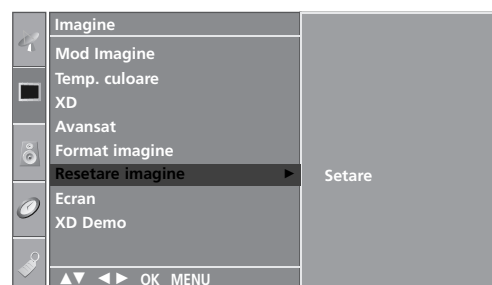 Imagine
Mod Imagine
Temp. culoare
XD
Avansat
Format imagine
Resetare imagine ► Setare
Ecran
XD Demo
▲▼ ◄► OK MENU